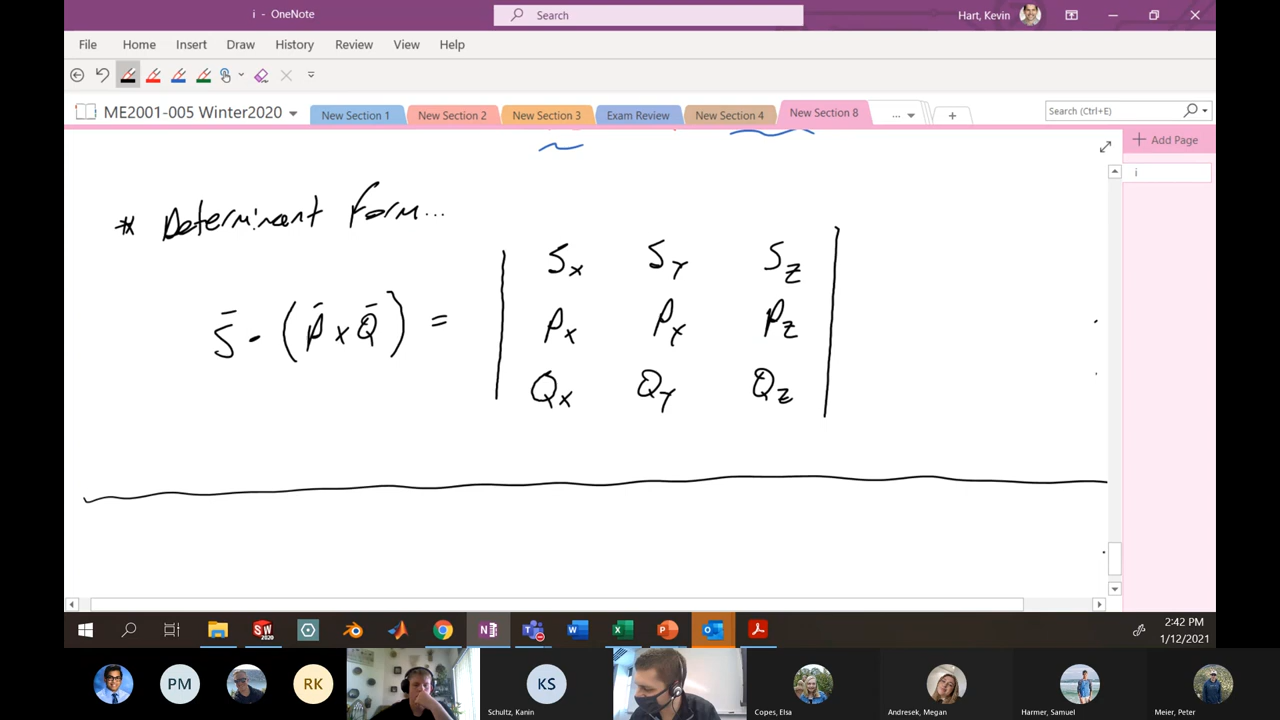 i - OneNote
Search
Hart, Kevin
File Home Insert Draw History Review View Help
ME2001-005 Winter2020 New Section 1 New Section 2 New Section 3 Exam Review New Section 4 New Section 8 ... + Search (Ctrl+E)
+ Add Page
i
* Determinant Form...
S̄ • (P̄ x Q̄) = | Sx SY SZ |
| Px PY PZ |
| Qx QY QZ |
2:42 PM
1/12/2021
PM RK KS
Schultz, Kanin Copes, Elsa Andresek, Megan Harmer, Samuel Meier, Peter